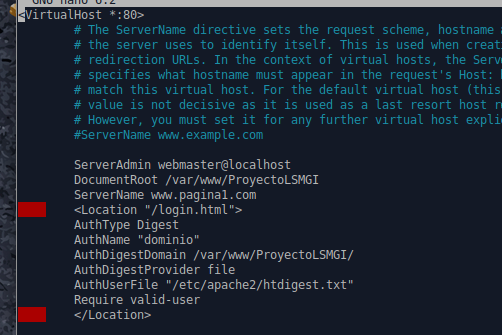 GNU nano 6.2
<VirtualHost *:80>
# The ServerName directive sets the request scheme, hostname
# the server uses to identify itself. This is used when
# redirection URLs. In the context of virtual hosts, the
# specifies what hostname must appear in the request's Host:
# match this virtual host. For the default virtual host (this
# value is not decisive as it is used as a last resort host
# However, you must set it for any further virtual host
#ServerName www.example.com
ServerAdmin webmaster@localhost
DocumentRoot /var/www/ProyectoLSMGI
ServerName www.pagina1.com
<Location "/login.html">
AuthType Digest
AuthName "dominio"
AuthDigestDomain /var/www/ProyectoLSMGI/
AuthDigestProvider file
AuthUserFile "/etc/apache2/htdigest.txt"
Require valid-user
</Location>